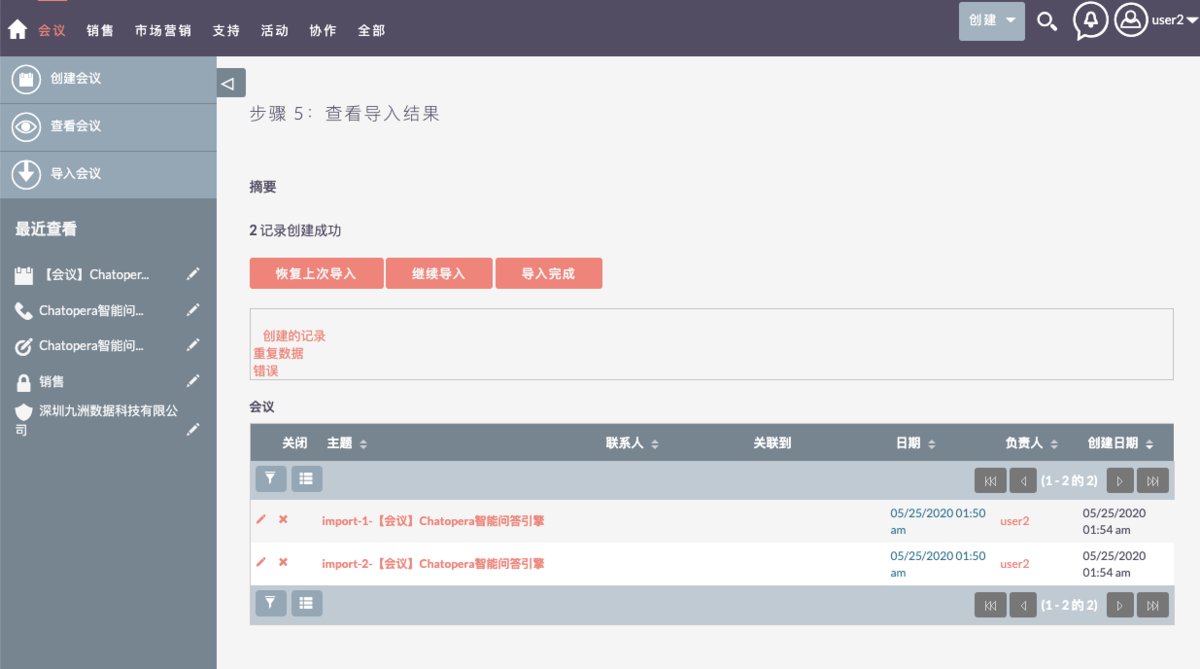 会议 销售 市场营销 支持 活动 协作 全部 创建 user2
创建会议
查看会议
导入会议
最近查看
【会议】Chatoper...
Chatopera智能问...
Chatopera智能问...
销售
深圳九洲数据科技有限公
司
步骤 5：查看导入结果
摘要
2 记录创建成功
恢复上次导入 继续导入 导入完成
创建的记录
重复数据
错误
会议
关闭 主题 联系人 关联到 日期 负责人 创建日期
(1 - 2 的 2)
import-1-【会议】Chatopera智能问答引擎 05/25/2020 01:50 user2 05/25/2020
am 01:54 am
import-2-【会议】Chatopera智能问答引擎 05/25/2020 01:50 user2 05/25/2020
am 01:54 am
(1 - 2 的 2)